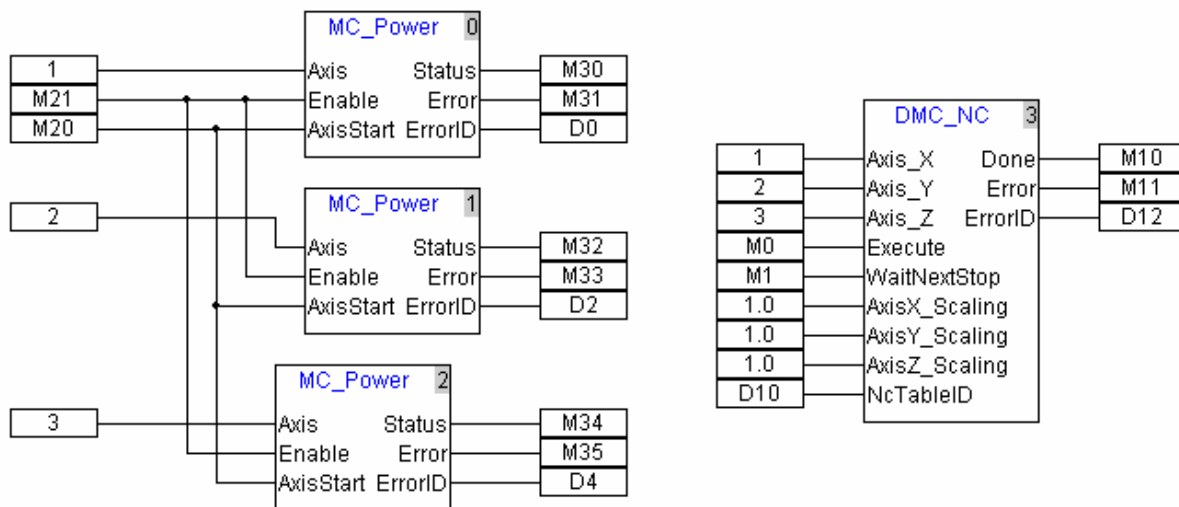 MC_Power 0
1 Axis Status M30
M21 Enable Error M31
M20 AxisStart ErrorID D0
MC_Power 1
2
Axis Status M32
Enable Error M33
AxisStart ErrorID D2
MC_Power 2
3 Axis Status M34
Enable Error M35
AxisStart ErrorID D4
DMC_NC 3
1 Axis_X Done M10
2 Axis_Y Error M11
3 Axis_Z ErrorID D12
M0 Execute
M1 WaitNextStop
1.0 AxisX_Scaling
1.0 AxisY_Scaling
1.0 AxisZ_Scaling
D10 NcTableID